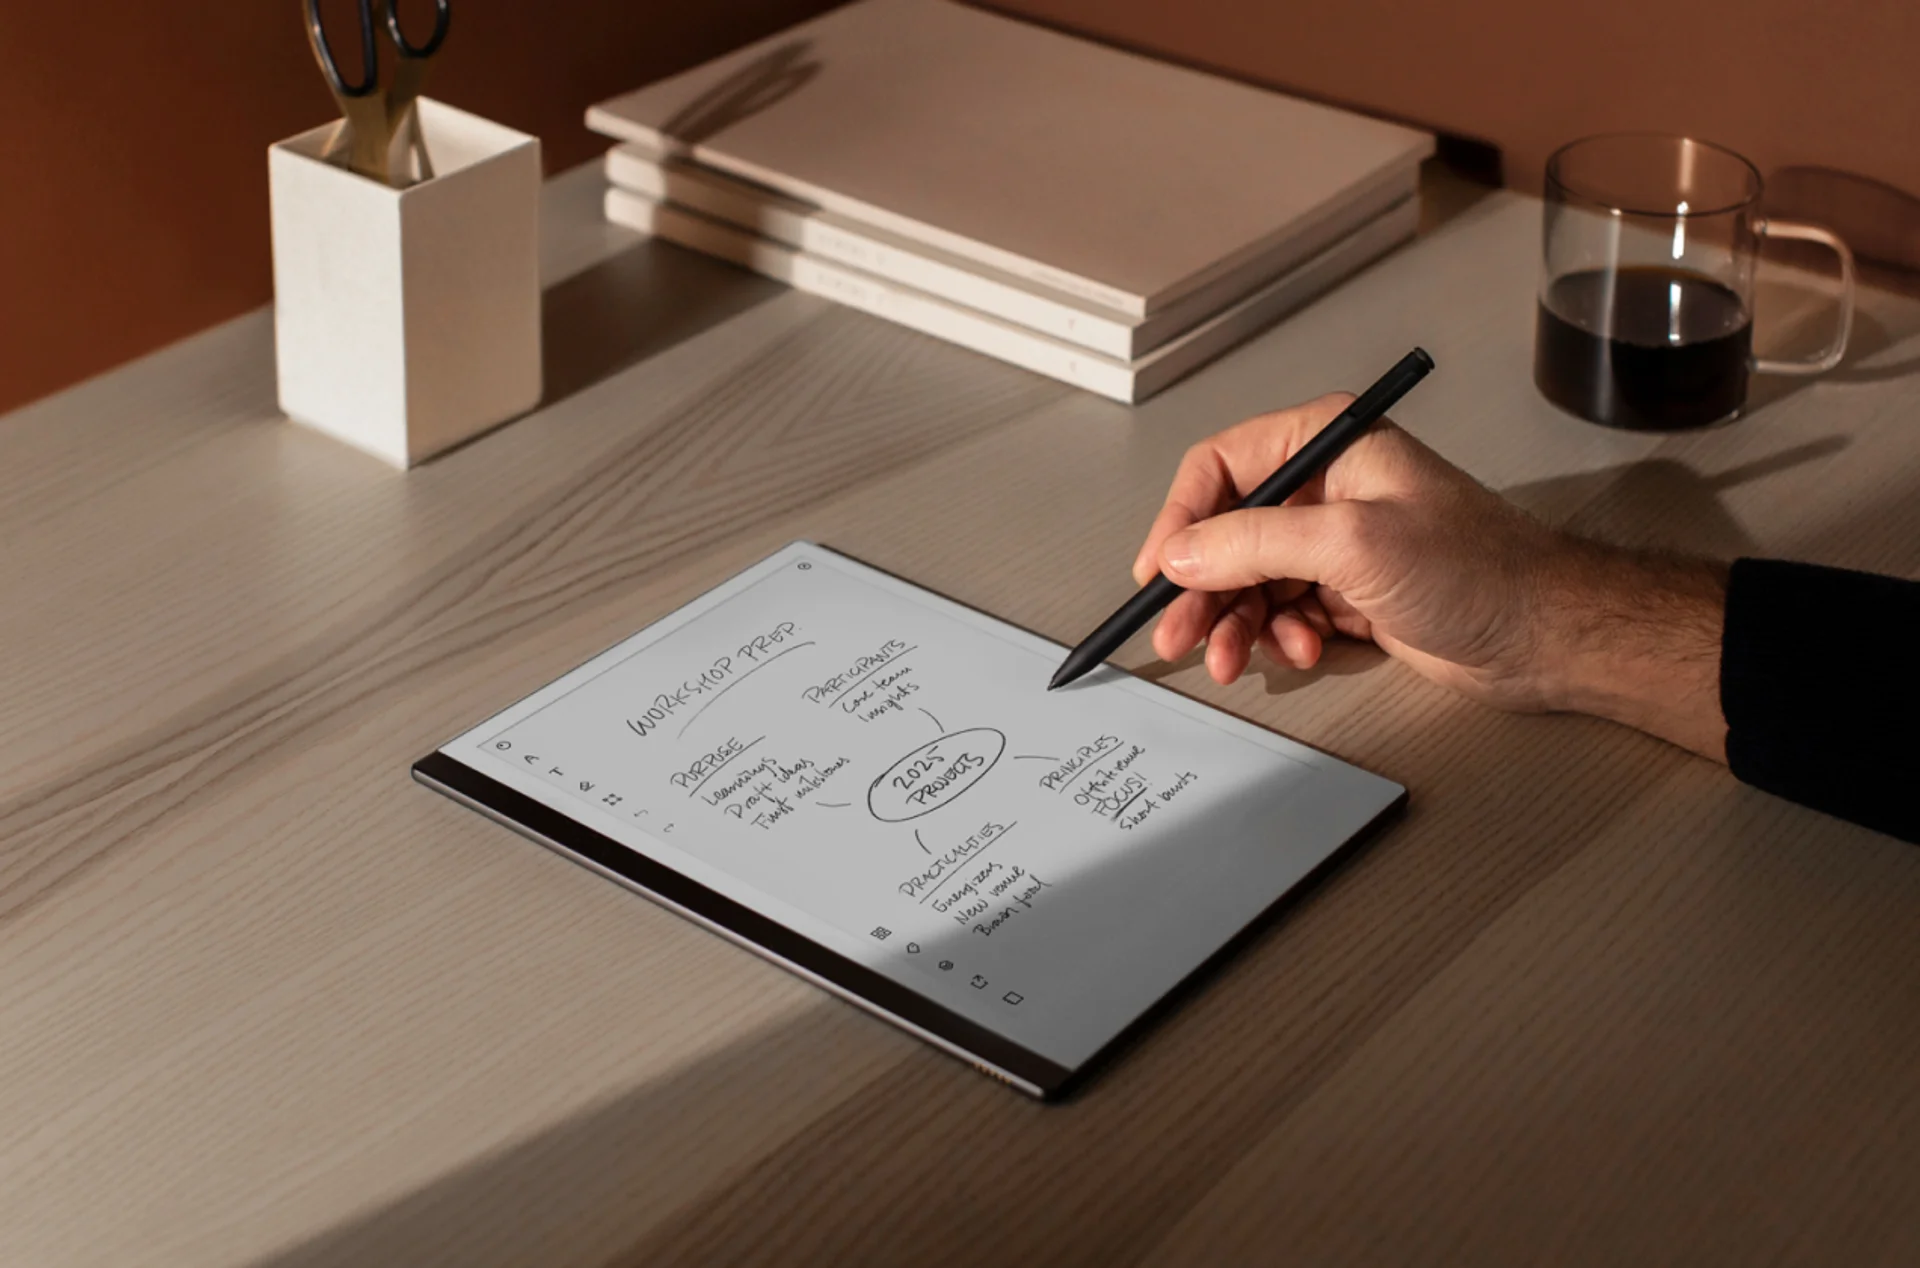 WORKSHOP PREP.
PARTICIPANTS
Core team
Insights
PURPOSE
Learnings
Draft ideas
First milestones
2025
PROJECTS
PRINCIPLES
Offsite venue
FOCUS!
Short bursts
PRACTICALITIES
Energizers
New venue
Brain food